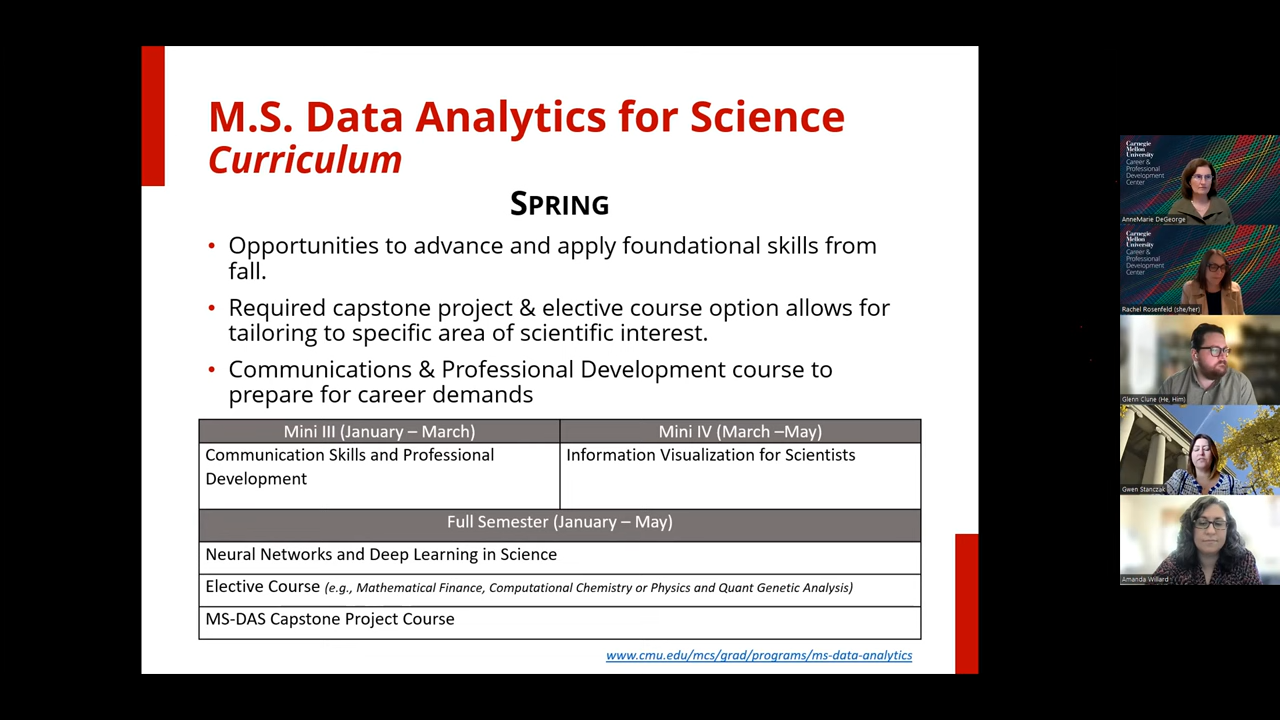 M.S. Data Analytics for Science
Curriculum
SPRING
• Opportunities to advance and apply foundational skills from
fall.
• Required capstone project & elective course option allows for
tailoring to specific area of scientific interest.
• Communications & Professional Development course to
prepare for career demands
Mini III (January – March)
Mini IV (March –May)
Communication Skills and Professional
Development
Information Visualization for Scientists
Full Semester (January – May)
Neural Networks and Deep Learning in Science
Elective Course (e.g., Mathematical Finance, Computational Chemistry or Physics and Quant Genetic Analysis)
MS-DAS Capstone Project Course
www.cmu.edu/mcs/grad/programs/ms-data-analytics
Carnegie
Mellon
University
Career &
Professional
Development
Center
AnneMarie DeGeorge
Carnegie
Mellon
University
Career &
Professional
Development
Center
Rachel Rosenfeld (she/her)
Glenn Clune (He, Him)
Gwen Stanczak
Amanda Willard